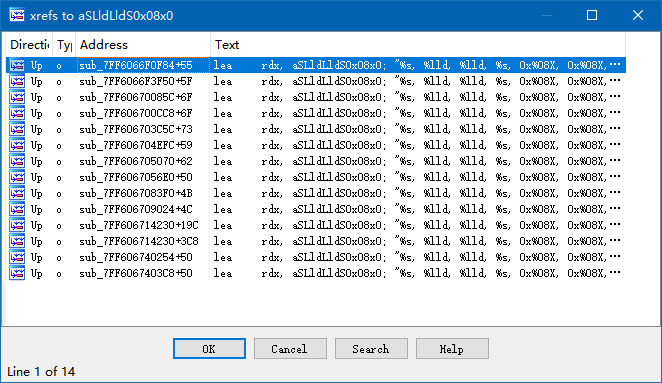 xrefs to aSLldLldS0x08x0
Directi Ty Address Text
Up o sub_7FF6066F0F84+55 lea rdx, aSLldLldS0x08x0; "%s, %lld, %lld, %s, 0x%08X, 0x%08X,...
Up o sub_7FF6066F3F50+5F lea rdx, aSLldLldS0x08x0; "%s, %lld, %lld, %s, 0x%08X, 0x%08X,...
Up o sub_7FF60670085C+6F lea rdx, aSLldLldS0x08x0; "%s, %lld, %lld, %s, 0x%08X, 0x%08X,...
Up o sub_7FF606700CC8+6F lea rdx, aSLldLldS0x08x0; "%s, %lld, %lld, %s, 0x%08X, 0x%08X,...
Up o sub_7FF606703C5C+73 lea rdx, aSLldLldS0x08x0; "%s, %lld, %lld, %s, 0x%08X, 0x%08X,...
Up o sub_7FF606704EFC+59 lea rdx, aSLldLldS0x08x0; "%s, %lld, %lld, %s, 0x%08X, 0x%08X,...
Up o sub_7FF606705070+62 lea rdx, aSLldLldS0x08x0; "%s, %lld, %lld, %s, 0x%08X, 0x%08X,...
Up o sub_7FF6067056E0+50 lea rdx, aSLldLldS0x08x0; "%s, %lld, %lld, %s, 0x%08X, 0x%08X,...
Up o sub_7FF6067083F0+4B lea rdx, aSLldLldS0x08x0; "%s, %lld, %lld, %s, 0x%08X, 0x%08X,...
Up o sub_7FF606709024+4C lea rdx, aSLldLldS0x08x0; "%s, %lld, %lld, %s, 0x%08X, 0x%08X,...
Up o sub_7FF606714230+19C lea rdx, aSLldLldS0x08x0; "%s, %lld, %lld, %s, 0x%08X, 0x%08X,...
Up o sub_7FF606714230+3C8 lea rdx, aSLldLldS0x08x0; "%s, %lld, %lld, %s, 0x%08X, 0x%08X,...
Up o sub_7FF606740254+50 lea rdx, aSLldLldS0x08x0; "%s, %lld, %lld, %s, 0x%08X, 0x%08X,...
Up o sub_7FF6067403C8+50 lea rdx, aSLldLldS0x08x0; "%s, %lld, %lld, %s, 0x%08X, 0x%08X,...
OK Cancel Search Help
Line 1 of 14